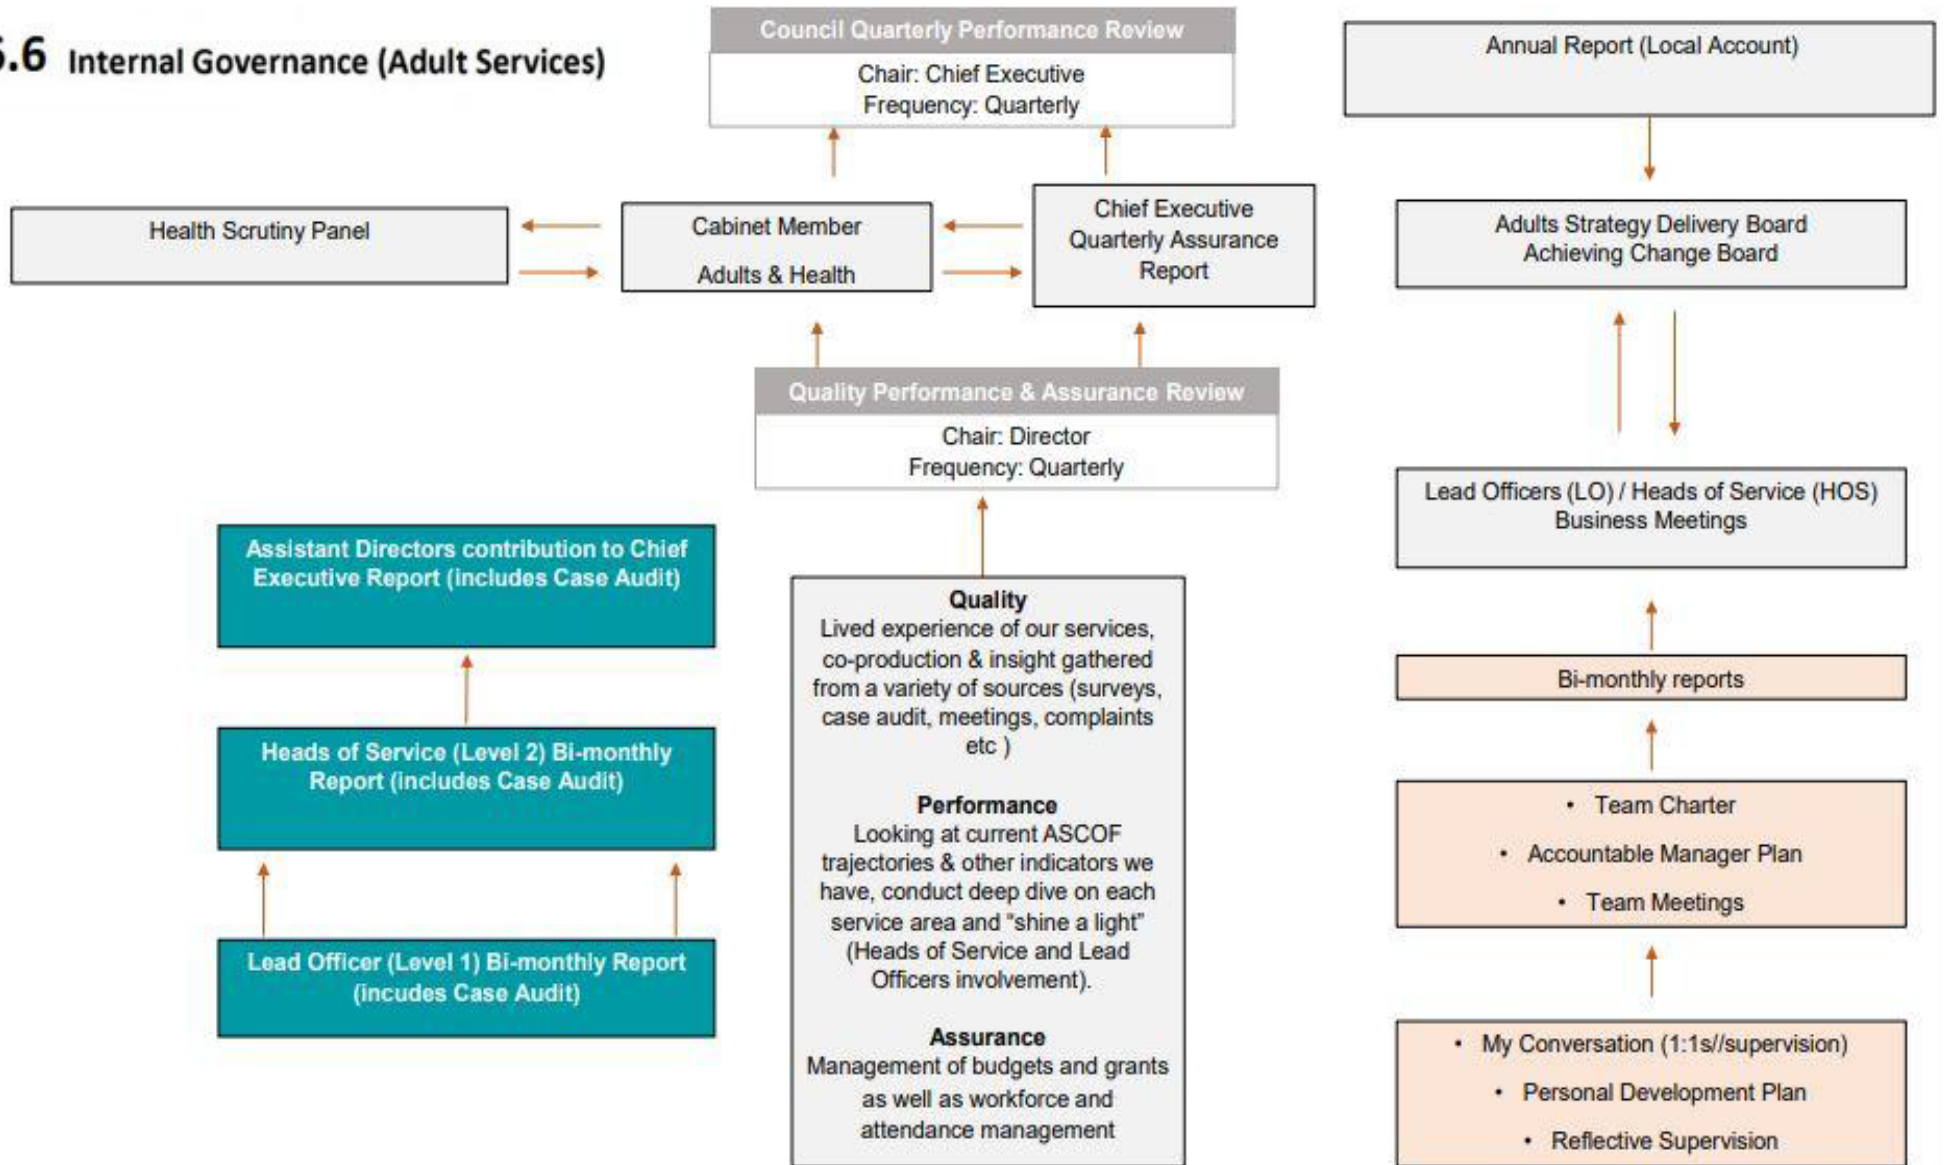 5.6 Internal Governance (Adult Services)
Council Quarterly Performance Review
Chair: Chief Executive
Frequency: Quarterly
Annual Report (Local Account)
Health Scrutiny Panel
Cabinet Member
Adults & Health
Chief Executive
Quarterly Assurance
Report
Adults Strategy Delivery Board
Achieving Change Board
Quality Performance & Assurance Review
Chair: Director
Frequency: Quarterly
Lead Officers (LO) / Heads of Service (HOS)
Business Meetings
Assistant Directors contribution to Chief
Executive Report (includes Case Audit)
Heads of Service (Level 2) Bi-monthly
Report (includes Case Audit)
Lead Officer (Level 1) Bi-monthly Report
(incudes Case Audit)
Quality
Lived experience of our services,
co-production & insight gathered
from a variety of sources (surveys,
case audit, meetings, complaints
etc )
Performance
Looking at current ASCOF
trajectories & other indicators we
have, conduct deep dive on each
service area and “shine a light”
(Heads of Service and Lead
Officers involvement).
Assurance
Management of budgets and grants
as well as workforce and
attendance management
Bi-monthly reports
• Team Charter
• Accountable Manager Plan
• Team Meetings
• My Conversation (1:1s//supervision)
• Personal Development Plan
• Reflective Supervision